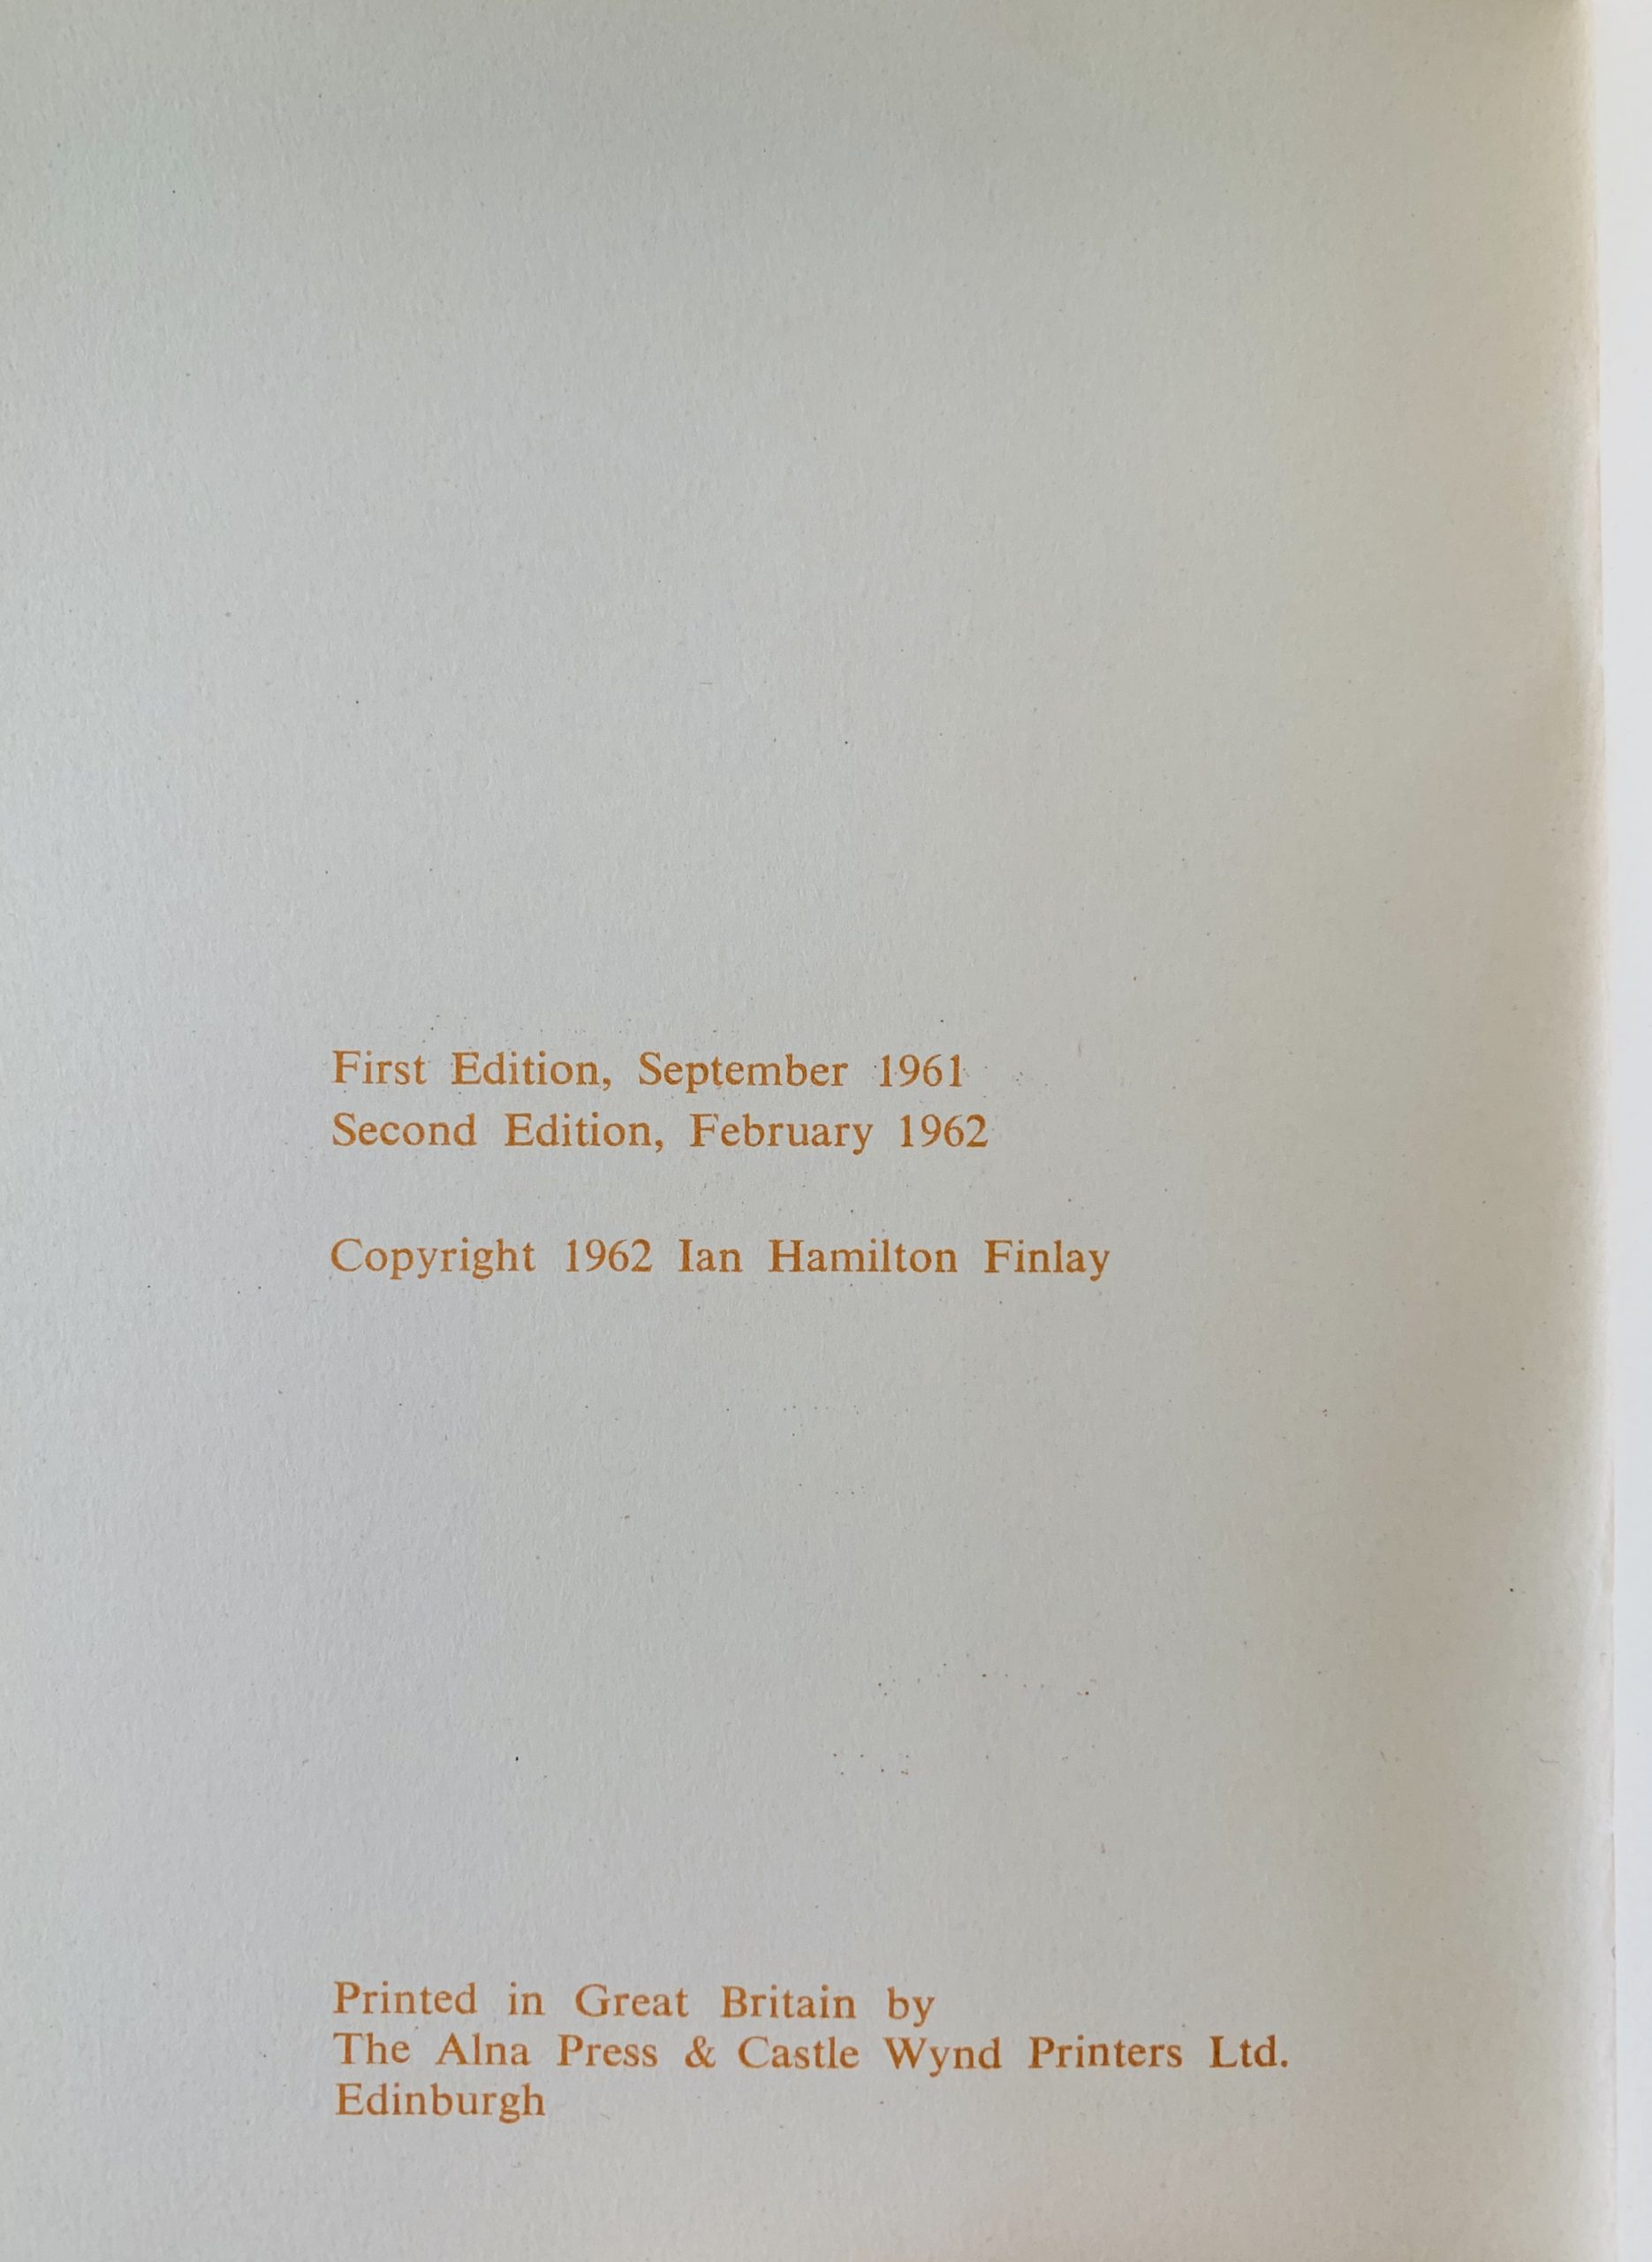 First Edition, September 1961
Second Edition, February 1962
Copyright 1962 Ian Hamilton Finlay
Printed in Great Britain by
The Alna Press & Castle Wynd Printers Ltd.
Edinburgh